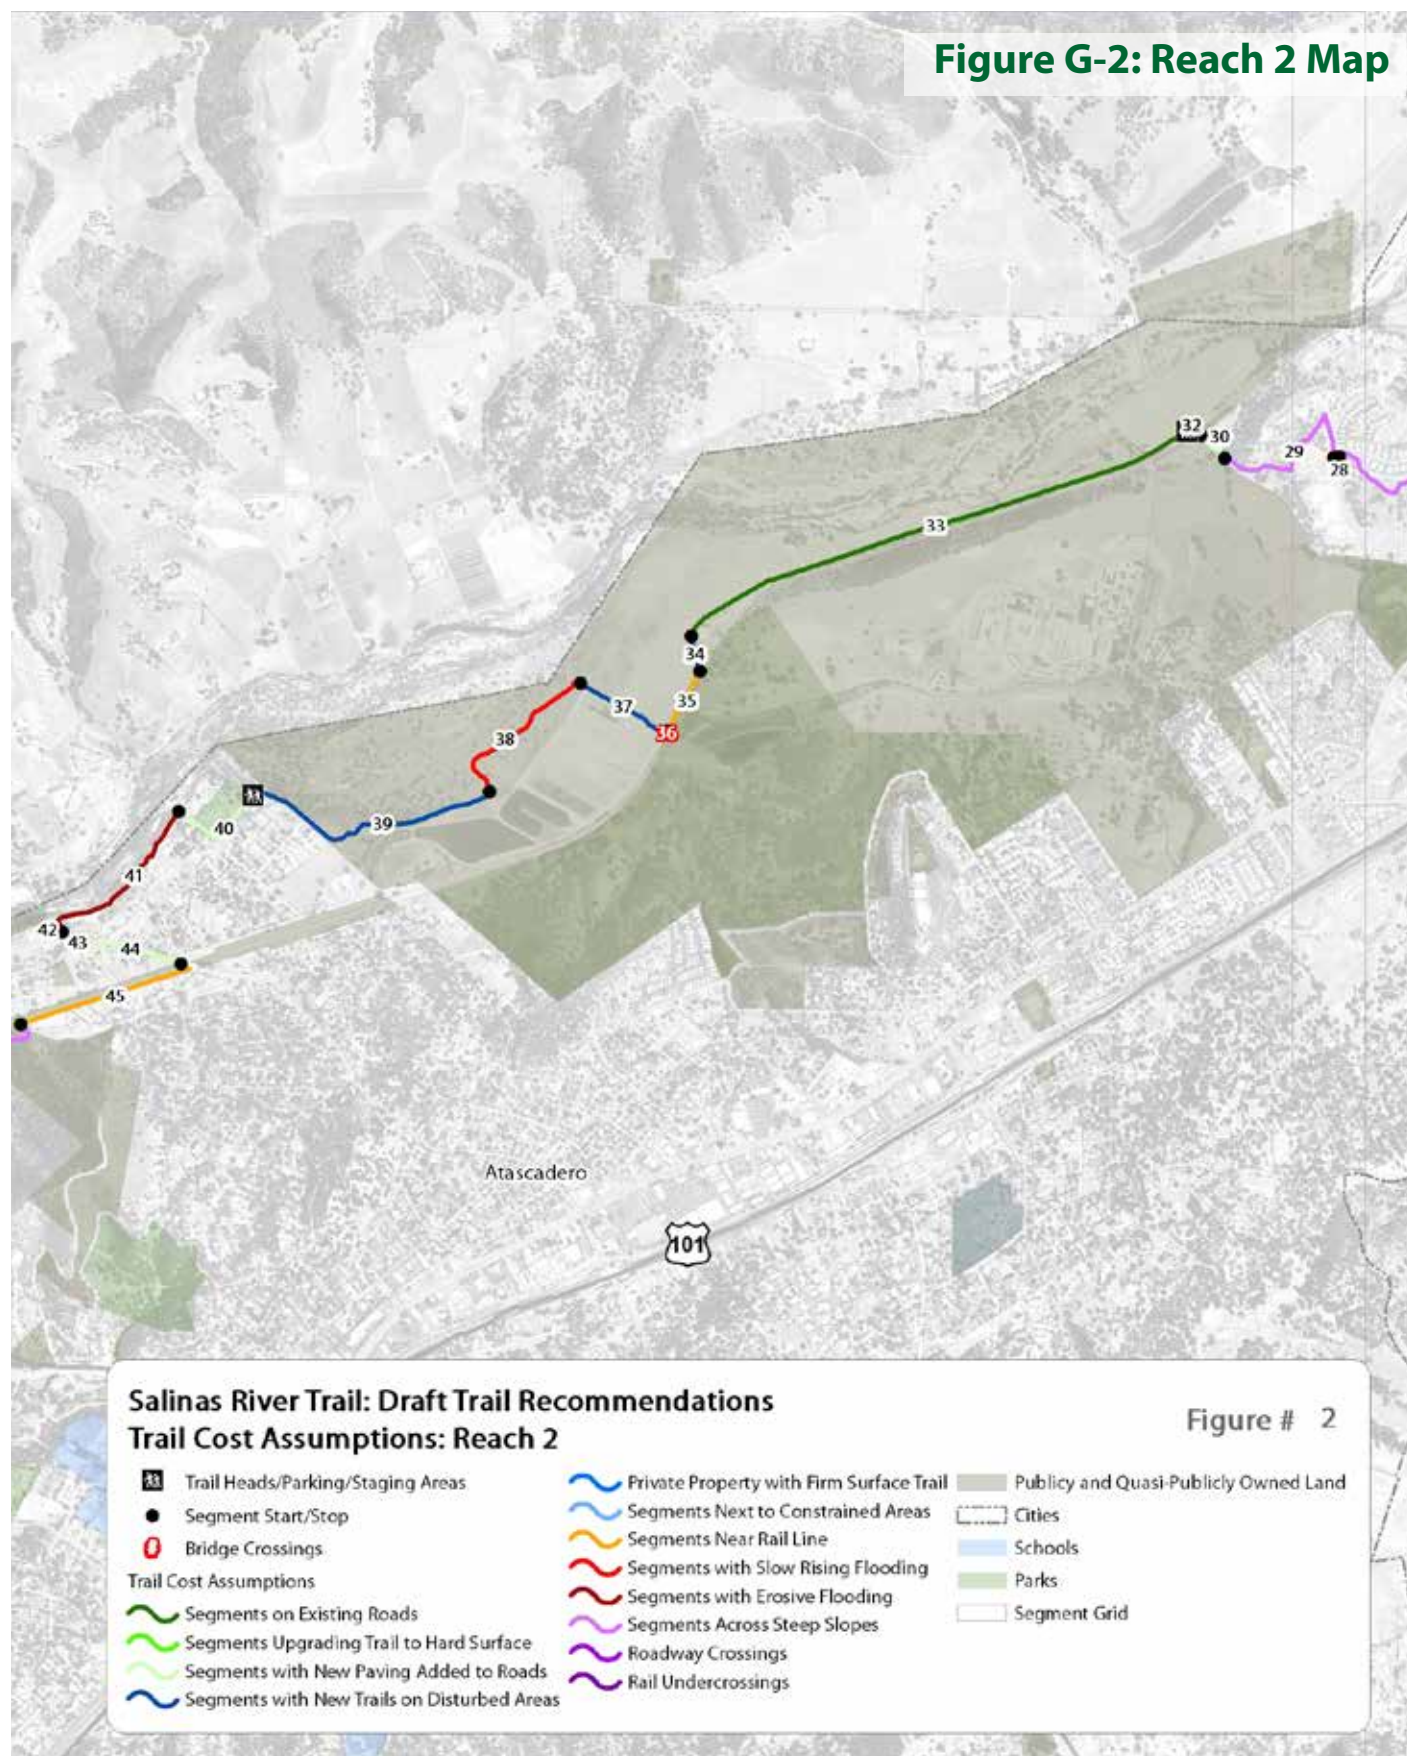 Figure G-2: Reach 2 Map
32
30
29
28
33
34
35
37
36
38
39
40
41
42
43
44
45
Atascadero
101
Salinas River Trail: Draft Trail Recommendations
Trail Cost Assumptions: Reach 2
Figure # 2
Trail Heads/Parking/Staging Areas
Segment Start/Stop
Bridge Crossings
Trail Cost Assumptions
Segments on Existing Roads
Segments Upgrading Trail to Hard Surface
Segments with New Paving Added to Roads
Segments with New Trails on Disturbed Areas
Private Property with Firm Surface Trail
Segments Next to Constrained Areas
Segments Near Rail Line
Segments with Slow Rising Flooding
Segments with Erosive Flooding
Segments Across Steep Slopes
Roadway Crossings
Rail Undercrossings
Publicy and Quasi-Publicly Owned Land
Cities
Schools
Parks
Segment Grid